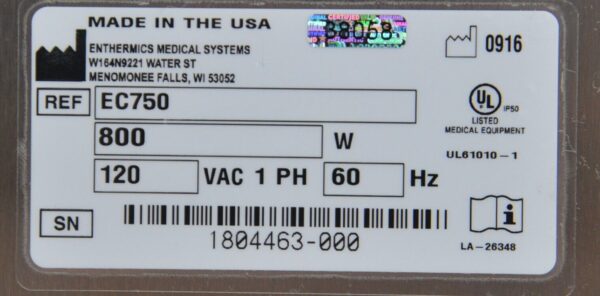 MADE IN THE USA
ENTHERMICS MEDICAL SYSTEMS
W164N9221 WATER ST
MENOMONEE FALLS, WI 53052
0916
REF EC750
800 W
120 VAC 1 PH 60 Hz
UL IP50
LISTED
MEDICAL EQUIPMENT
UL61010-1
SN
1804463-000
i
LA-26348